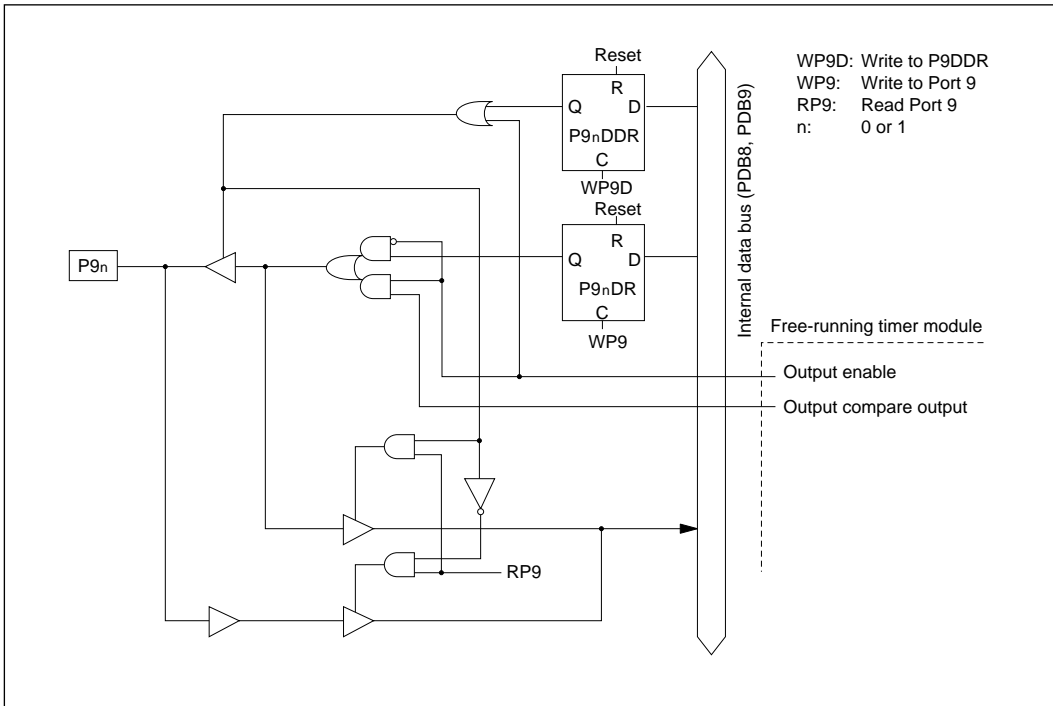 Reset
R
Q
D
P9nDDR
C
WP9D
Reset
R
Q
D
P9nDR
C
WP9
P9n
Internal data bus (PDB8, PDB9)
WP9D: Write to P9DDR
WP9: Write to Port 9
RP9: Read Port 9
n: 0 or 1
Free-running timer module
Output enable
Output compare output
RP9